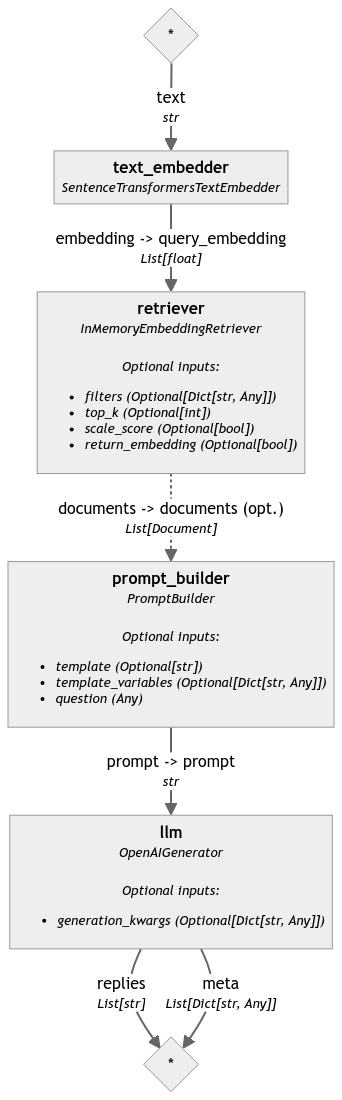 *
text
str
text_embedder
SentenceTransformersTextEmbedder
embedding -> query_embedding
List[float]
retriever
InMemoryEmbeddingRetriever
Optional inputs:
• filters (Optional[Dict[str, Any]])
• top_k (Optional[int])
• scale_score (Optional[bool])
• return_embedding (Optional[bool])
documents -> documents (opt.)
List[Document]
prompt_builder
PromptBuilder
Optional inputs:
• template (Optional[str])
• template_variables (Optional[Dict[str, Any]])
• question (Any)
prompt -> prompt
str
llm
OpenAIGenerator
Optional inputs:
• generation_kwargs (Optional[Dict[str, Any]])
replies
List[str]
meta
List[Dict[str, Any]]
*